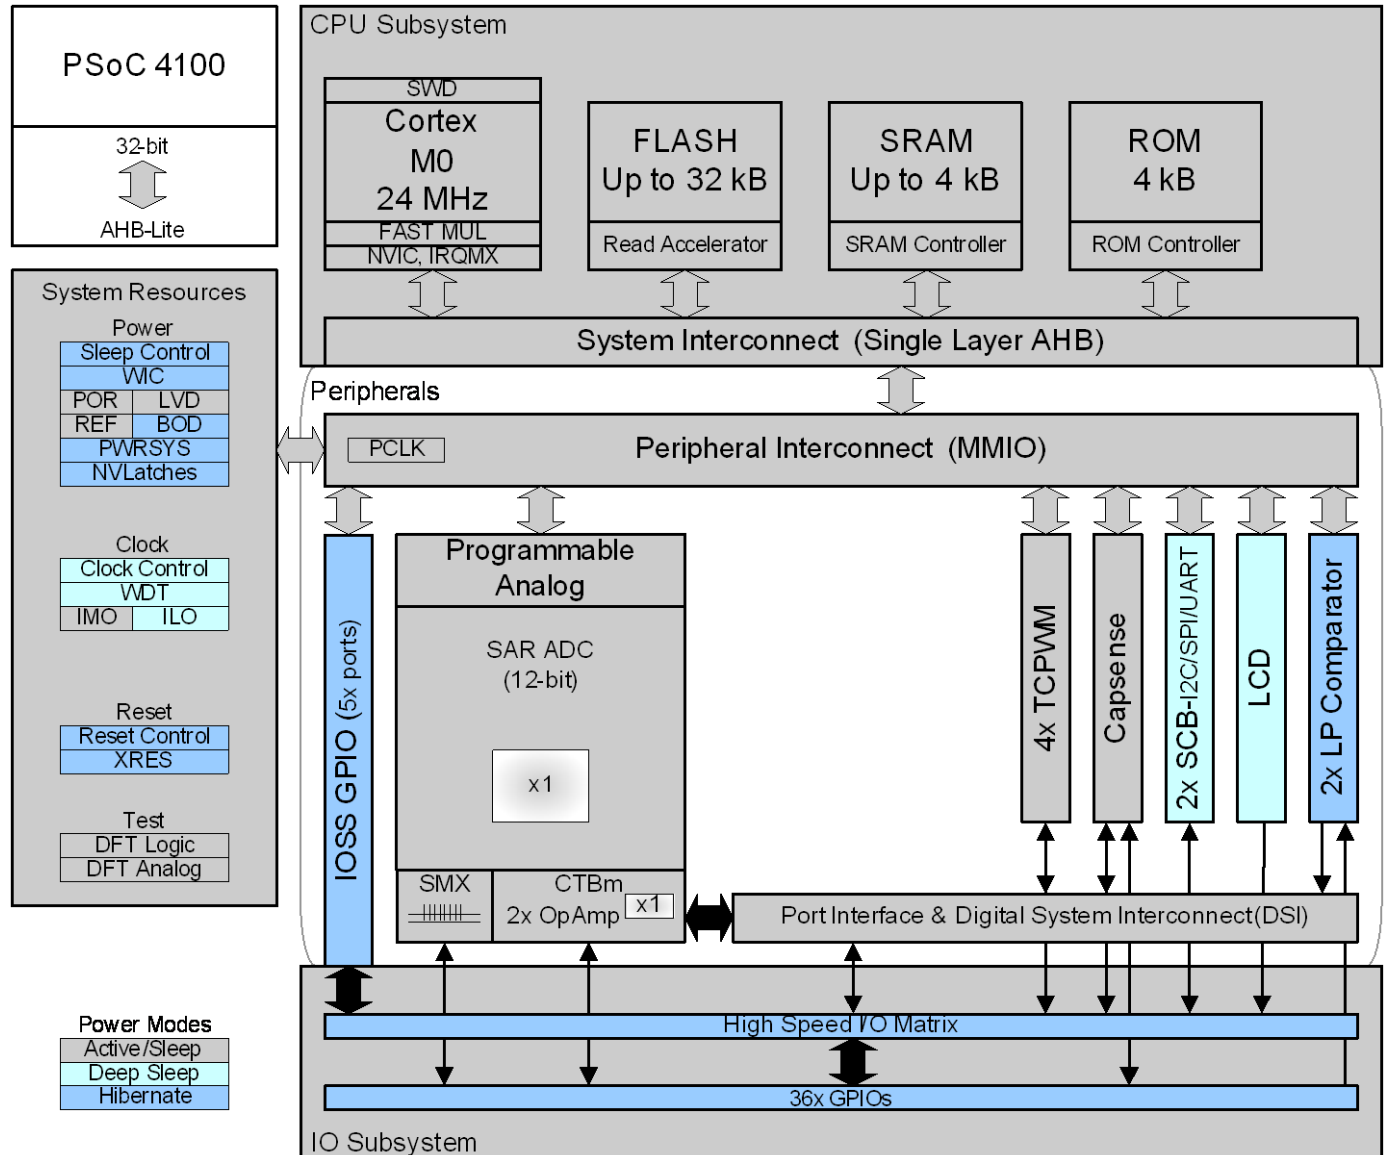 PSoC 4100
32-bit
AHB-Lite
CPU Subsystem
SWD
Cortex
M0
24 MHz
FAST MUL
NVIC, IRQMX
FLASH
Up to 32 kB
Read Accelerator
SRAM
Up to 4 kB
SRAM Controller
ROM
4 kB
ROM Controller
System Interconnect (Single Layer AHB)
System Resources
Power
Sleep Control
WIC
POR LVD
REF BOD
PWRSYS
NVLatches
Clock
Clock Control
WDT
IMO ILO
Reset
Reset Control
XRES
Test
DFT Logic
DFT Analog
Peripherals
PCLK
Peripheral Interconnect (MMIO)
IOSS GPIO (5x ports)
Programmable
Analog
SAR ADC
(12-bit)
x1
SMX
CTBm
2x OpAmp
x1
4x TCPWM
Capsense
2x SCB-I2C/SPI/UART
LCD
2x LP Comparator
Port Interface & Digital System Interconnect(DSI)
Power Modes
Active/Sleep
Deep Sleep
Hibernate
High Speed I/O Matrix
36x GPIOs
IO Subsystem